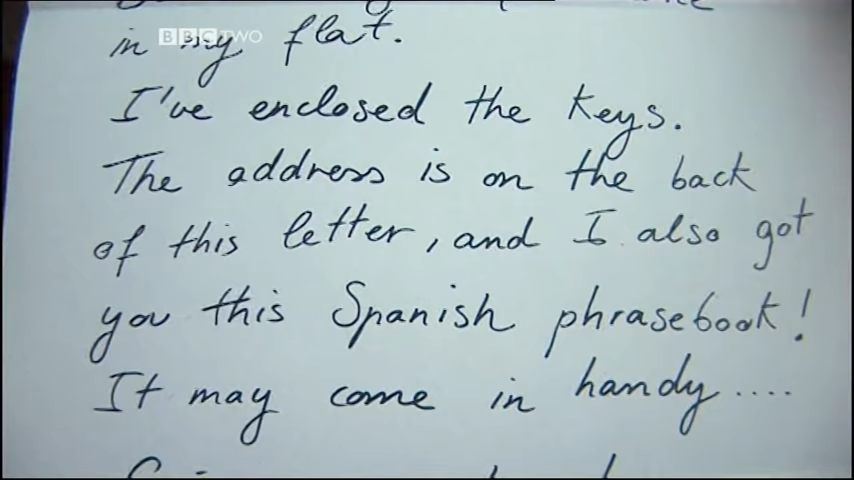 BBC TWO
in my flat.
I've enclosed the keys.
The address is on the back
of this letter, and I also got
you this Spanish phrasebook!
It may come in handy....